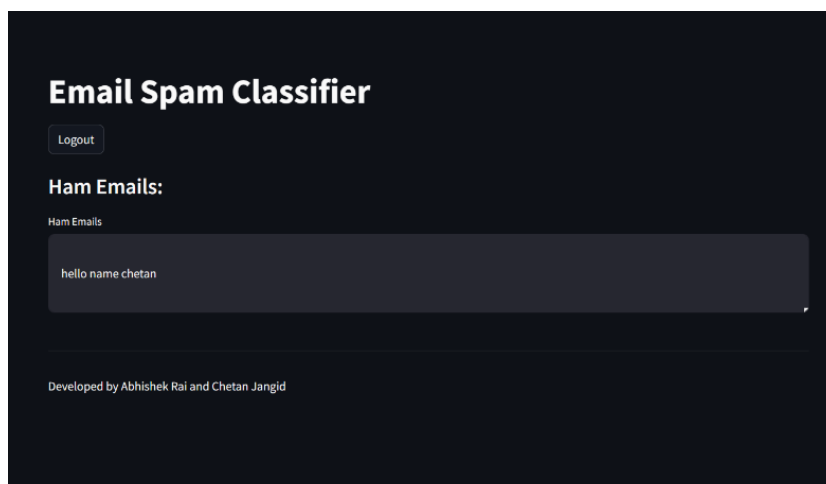 Email Spam Classifier
Logout
Ham Emails:
Ham Emails
hello name chetan
Developed by Abhishek Rai and Chetan Jangid